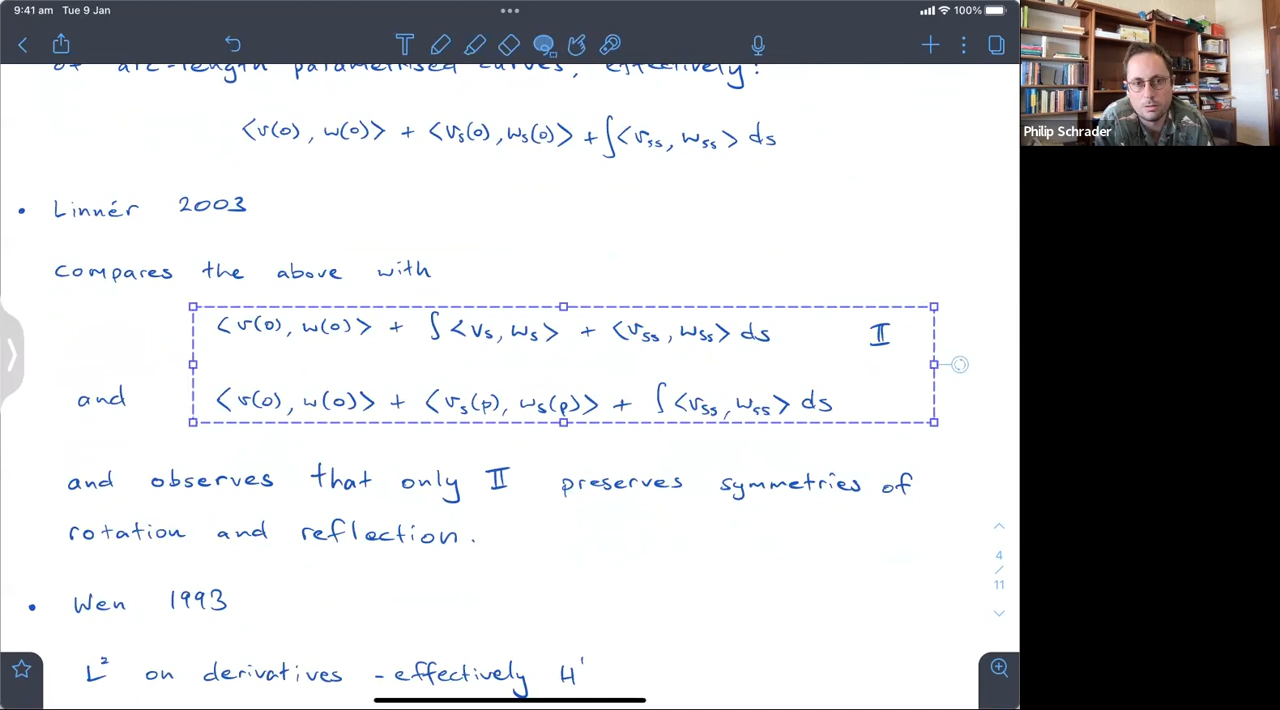 9:41 am Tue 9 Jan
100%
of arc-length parametrised curves, effectively:
⟨v(0), w(0)⟩ + ⟨vₛ(0), wₛ(0)⟩ + ∫⟨vₛₛ, wₛₛ⟩ ds
• Linnér 2003
compares the above with
⟨v(0), w(0)⟩ + ∫⟨vₛ, wₛ⟩ + ⟨vₛₛ, wₛₛ⟩ ds II
and ⟨v(0), w(0)⟩ + ⟨vₛ(p), wₛ(p)⟩ + ∫⟨vₛₛ, wₛₛ⟩ ds
and observes that only II preserves symmetries of
rotation and reflection.
• Wen 1993
L² on derivatives - effectively H¹
4
/
11
Philip Schrader